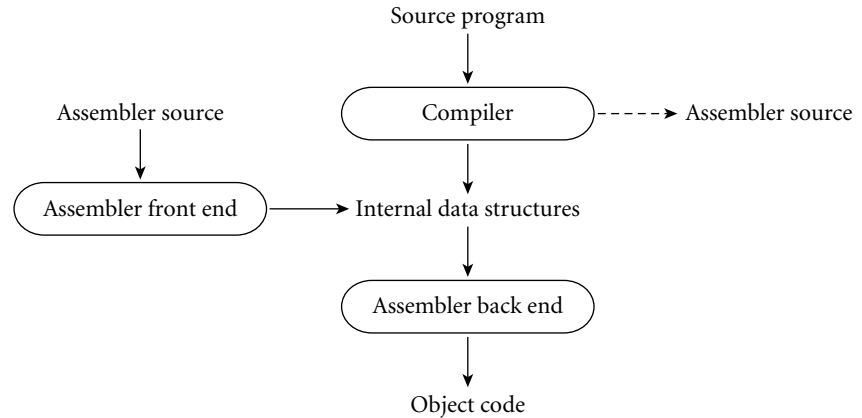 Source program
Compiler
Assembler source
Assembler source
Assembler front end
Internal data structures
Assembler back end
Object code